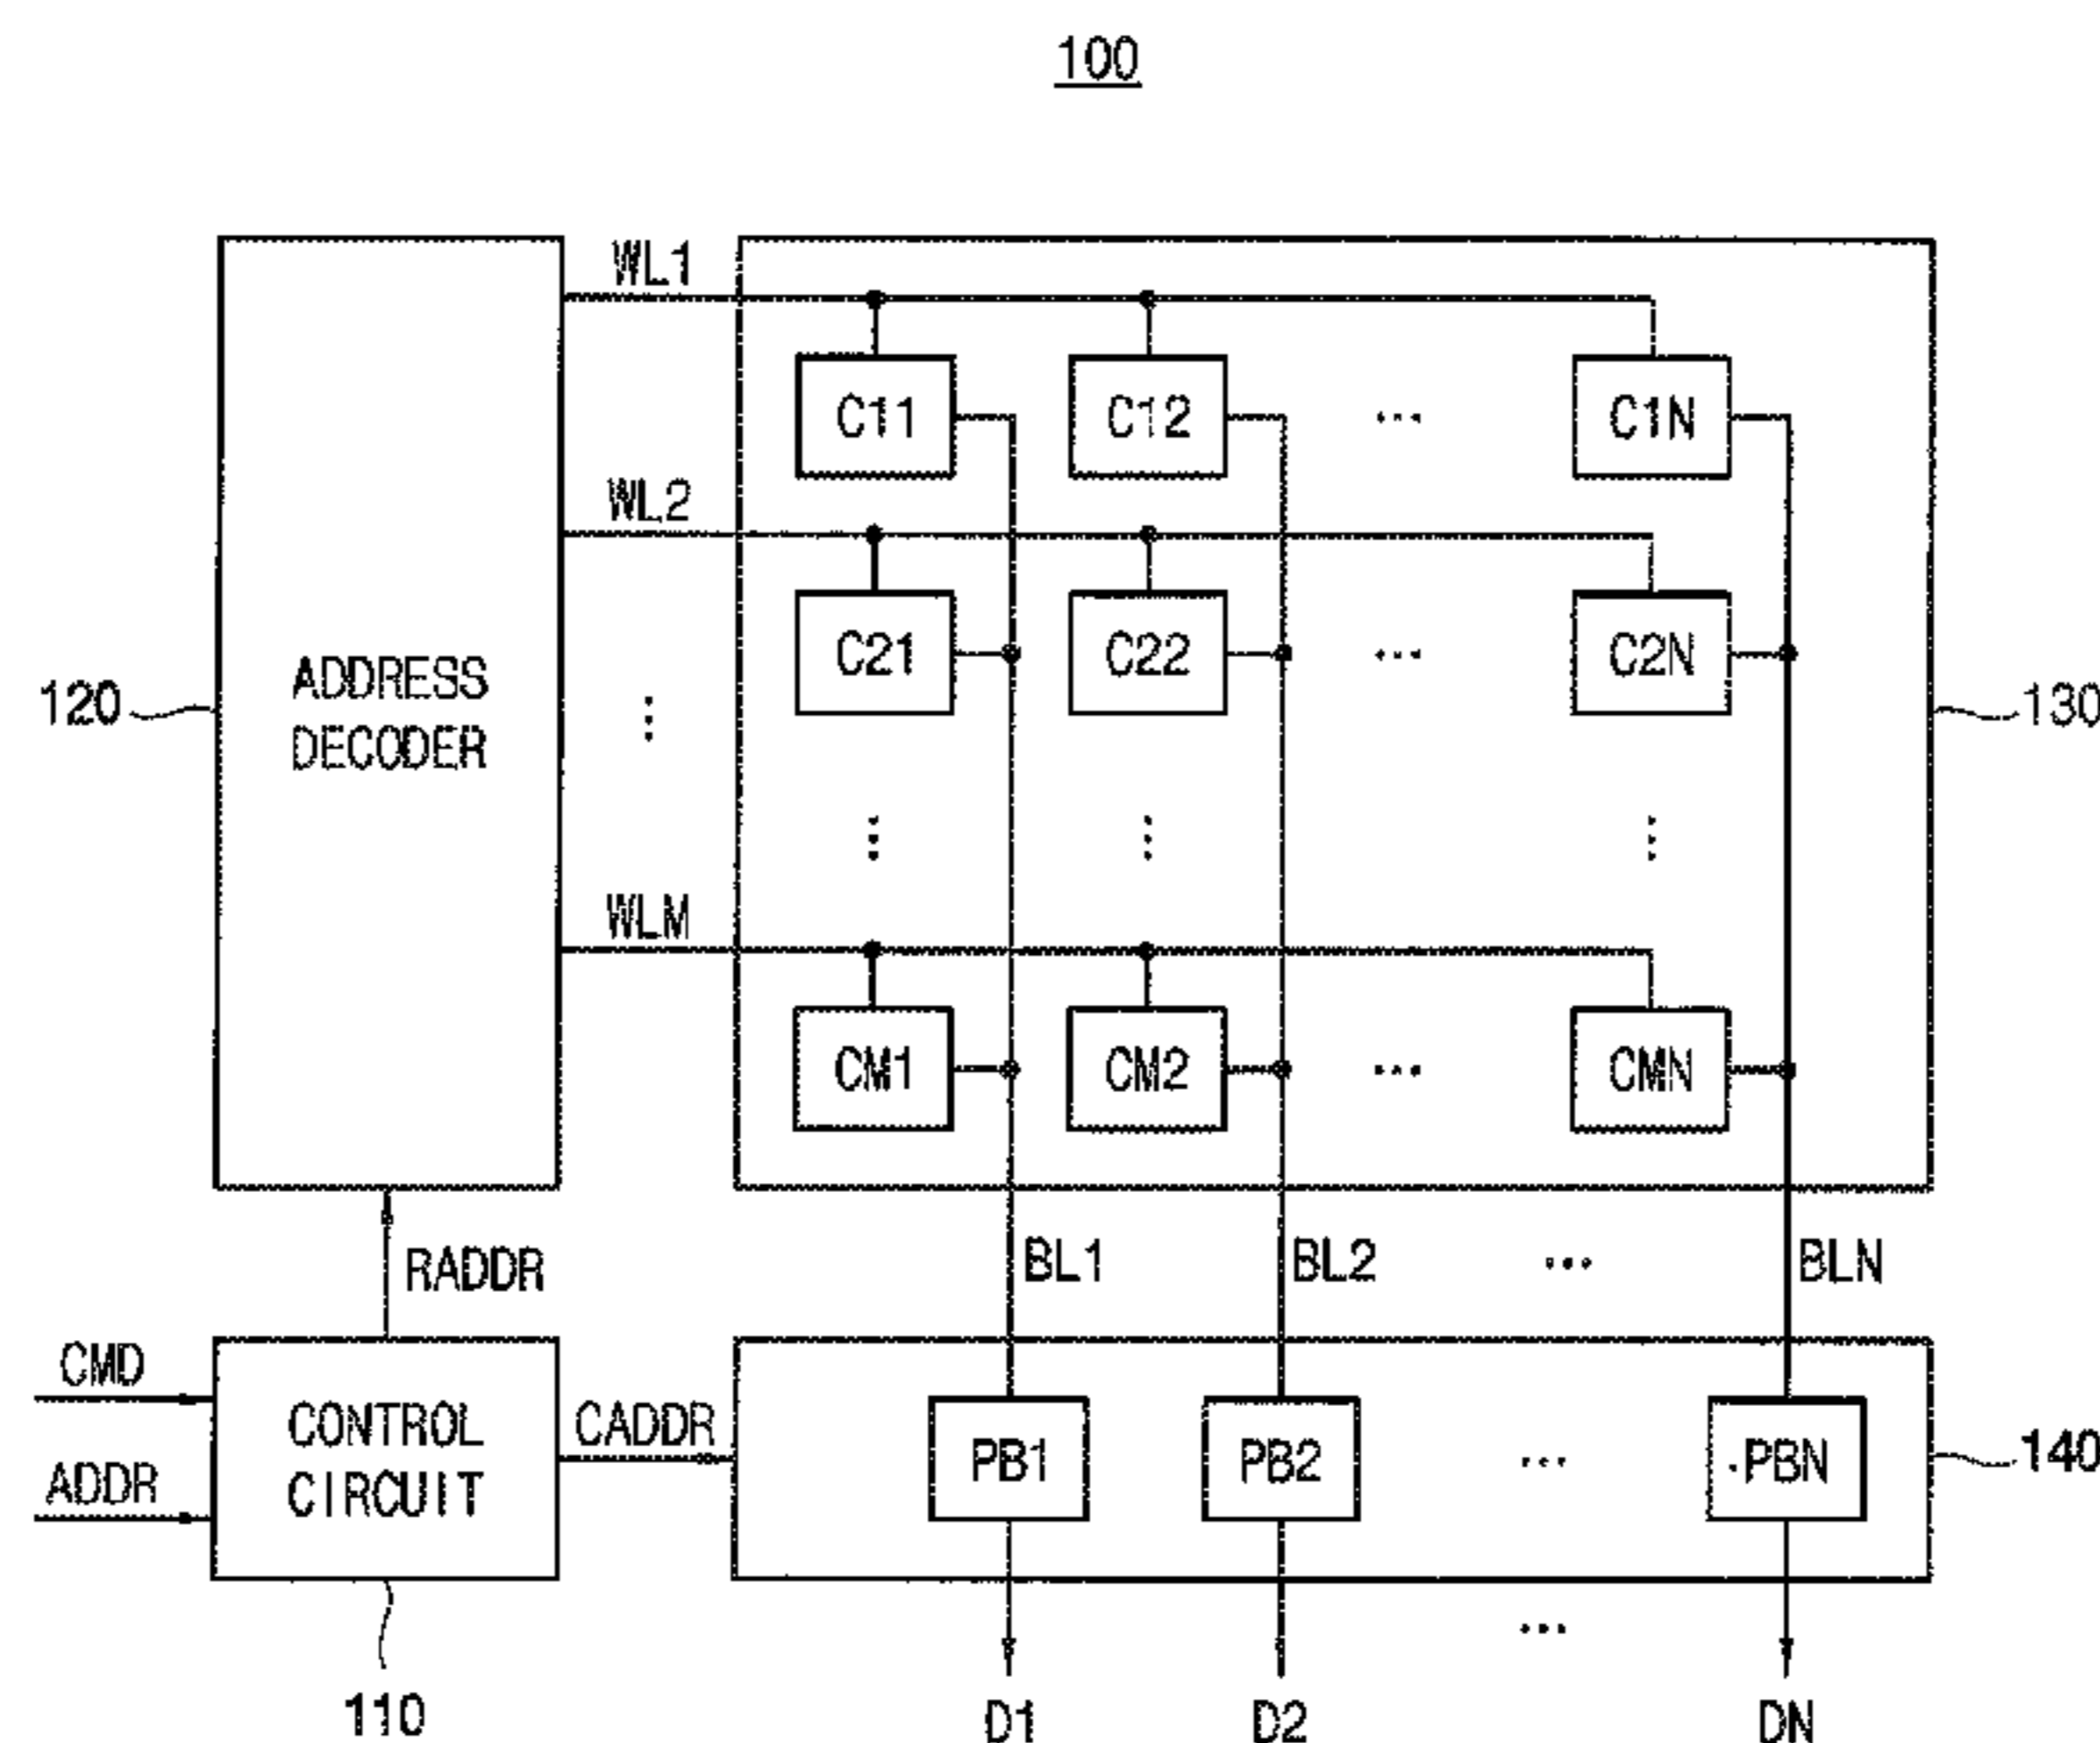 100
WL1
C11 C12 ... C1N
WL2
C21 C22 ... C2N
120
ADDRESS
DECODER
130
WLM
CM1 CM2 ... CMN
RADDR
BL1 BL2 ... BLN
CMD
ADDR
CONTROL
CIRCUIT
CADDR
PB1 PB2 ... PBN
140
110
D1 D2 ... DN